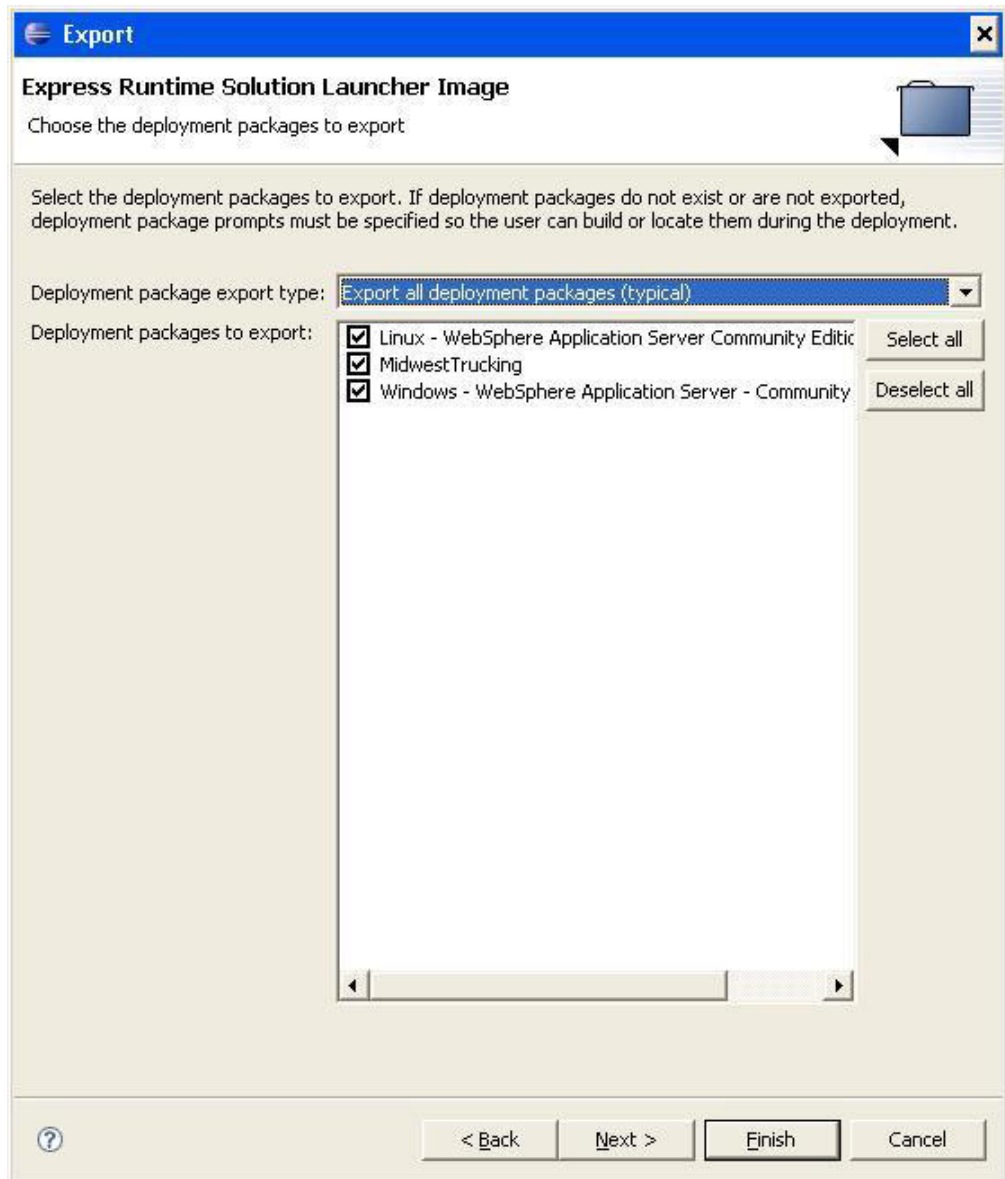 Export
Express Runtime Solution Launcher Image
Choose the deployment packages to export
Select the deployment packages to export. If deployment packages do not exist or are not exported,
deployment package prompts must be specified so the user can build or locate them during the deployment.
Deployment package export type: Export all deployment packages (typical)
Deployment packages to export:
Linux - WebSphere Application Server Community Editic
MidwestTrucking
Windows - WebSphere Application Server - Community
Select all
Deselect all
?
< Back
Next >
Finish
Cancel